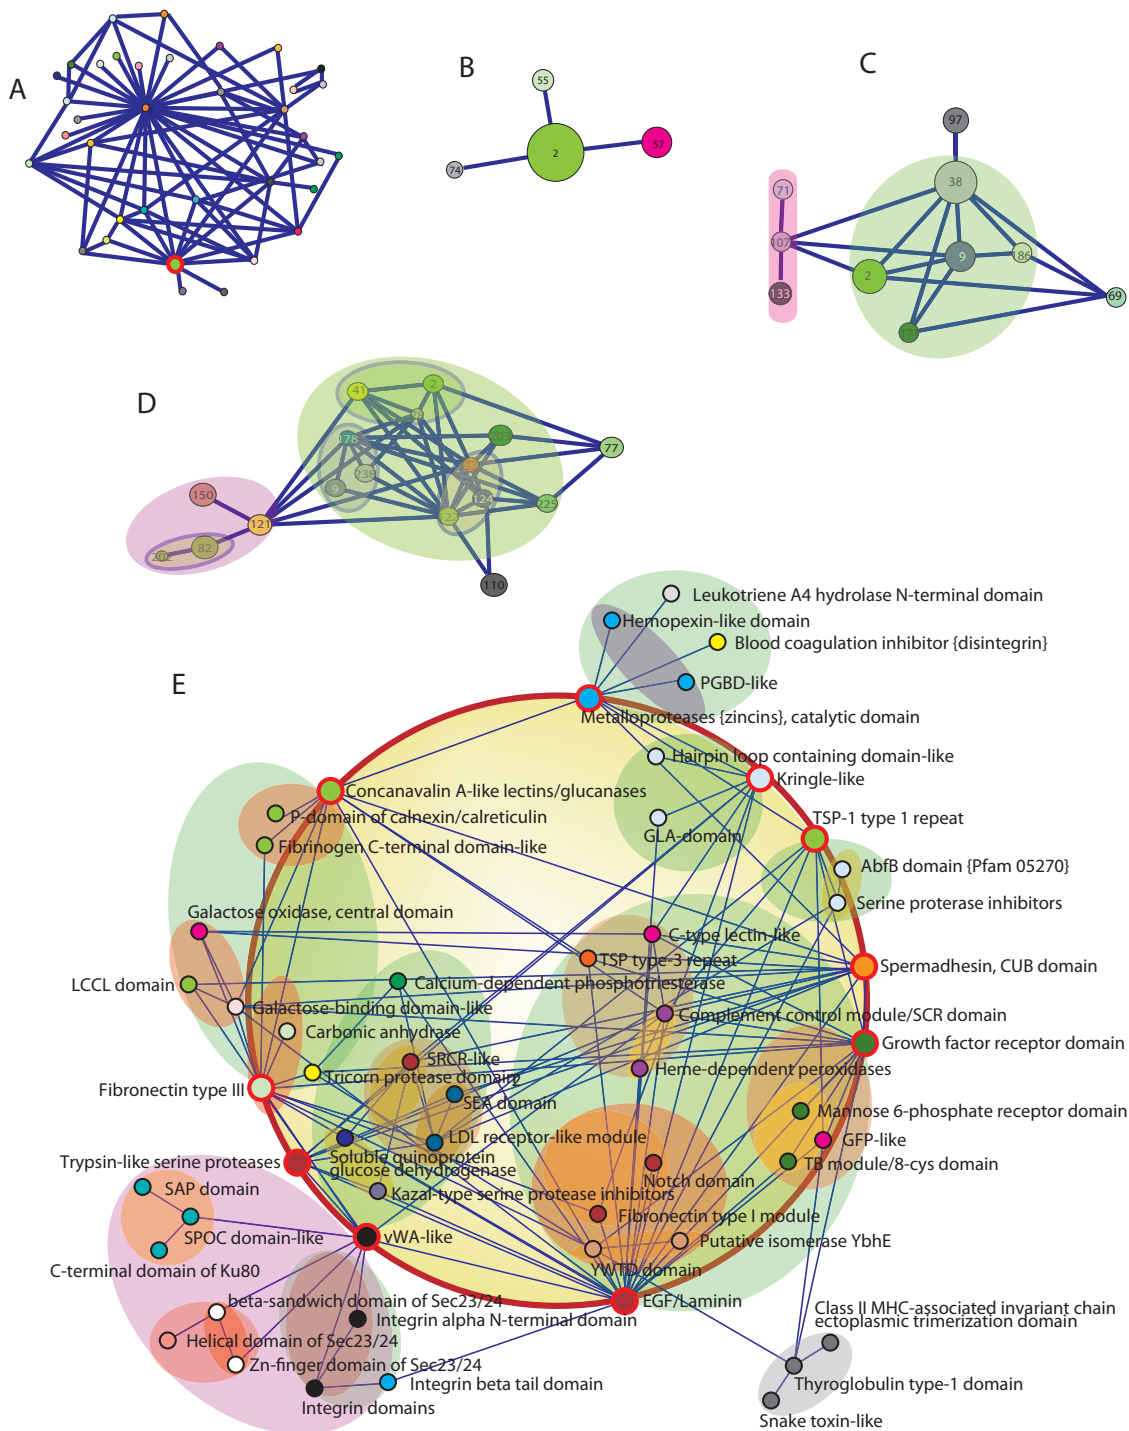 A
B
55
2
57
74
C
97
38
71
107
9
186
2
133
69
D
41
2
203
77
178
238
9
124
225
122
150
121
82
202
110
E
Leukotriene A4 hydrolase N-terminal domain
Hemopexin-like domain
Blood coagulation inhibitor {disintegrin}
PGBD-like
Metalloproteases {zincins}, catalytic domain
Hairpin loop containing domain-like
Kringle-like
Concanavalin A-like lectins/glucanases
TSP-1 type 1 repeat
P-domain of calnexin/calreticulin
GLA-domain
Fibrinogen C-terminal domain-like
AbfB domain {Pfam 05270}
Serine proterase inhibitors
Galactose oxidase, central domain
C-type lectin-like
TSP type-3 repeat
Spermadhesin, CUB domain
LCCL domain
Calcium-dependent phosphotriesterase
Galactose-binding domain-like
Complement control module/SCR domain
Carbonic anhydrase
Growth factor receptor domain
SRCR-like
Heme-dependent peroxidases
Tricorn protease domain2
Fibronectin type III
SEA domain
Mannose 6-phosphate receptor domain
LDL receptor-like module
GFP-like
Soluble quinoprotein
glucose dehydrogenase
Trypsin-like serine proteases
TB module/8-cys domain
Notch domain
SAP domain
Kazal-type serine protease inhibitors
Fibronectin type I module
SPOC domain-like
vWA-like
Putative isomerase YbhE
C-terminal domain of Ku80
YWTD domain
beta-sandwich domain of Sec23/24
EGF/Laminin
Integrin alpha N-terminal domain
Class II MHC-associated invariant chain
ectoplasmic trimerization domain
Helical domain of Sec23/24
Zn-finger domain of Sec23/24
Integrin beta tail domain
Thyroglobulin type-1 domain
Integrin domains
Snake toxin-like